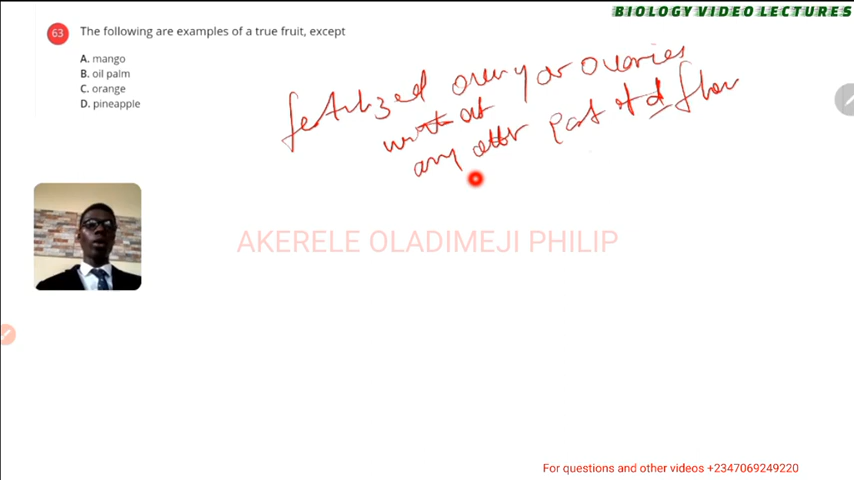 BIOLOGY VIDEO LECTURES
63 The following are examples of a true fruit, except
A. mango
B. oil palm
C. orange
D. pineapple
fertilized ovary or ovaries
without
any other part of d flower
AKERELE OLADIMEJI PHILIP
For questions and other videos +2347069249220